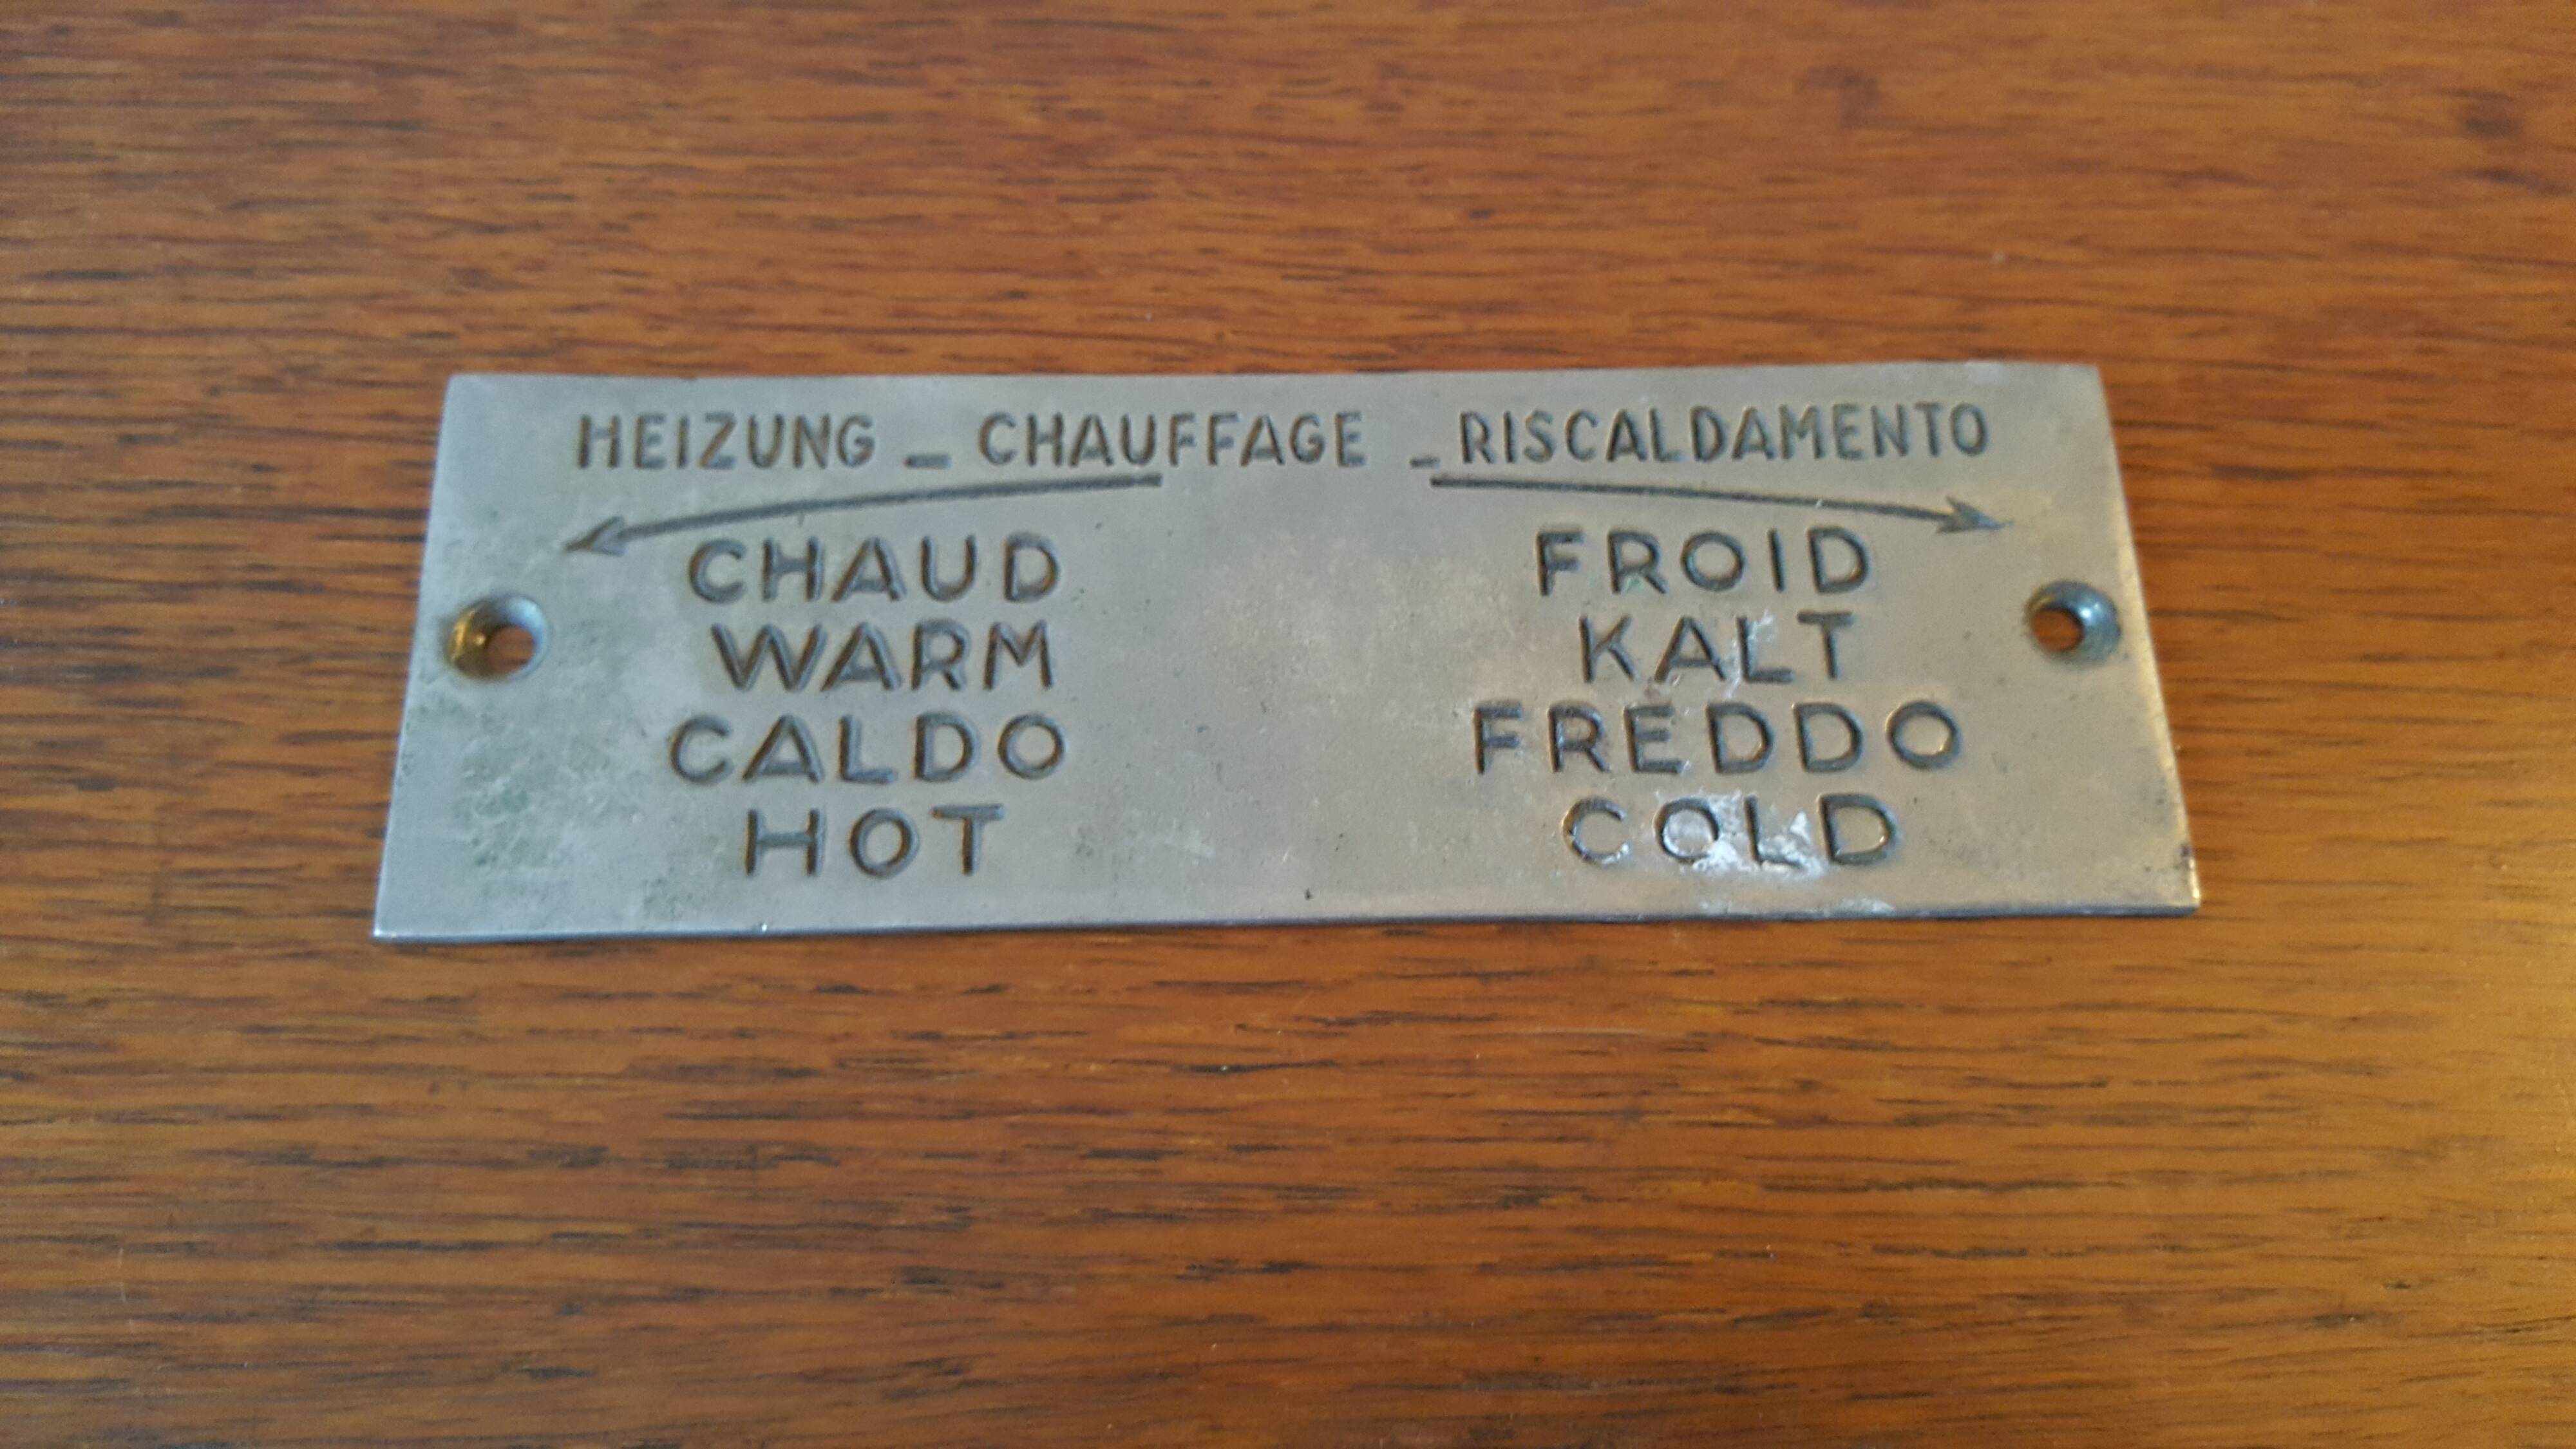 HEIZUNG - CHAUFFAGE - RISCALDAMENTO
CHAUD FROID
WARM KALT
CALDO FREDDO
HOT COLD